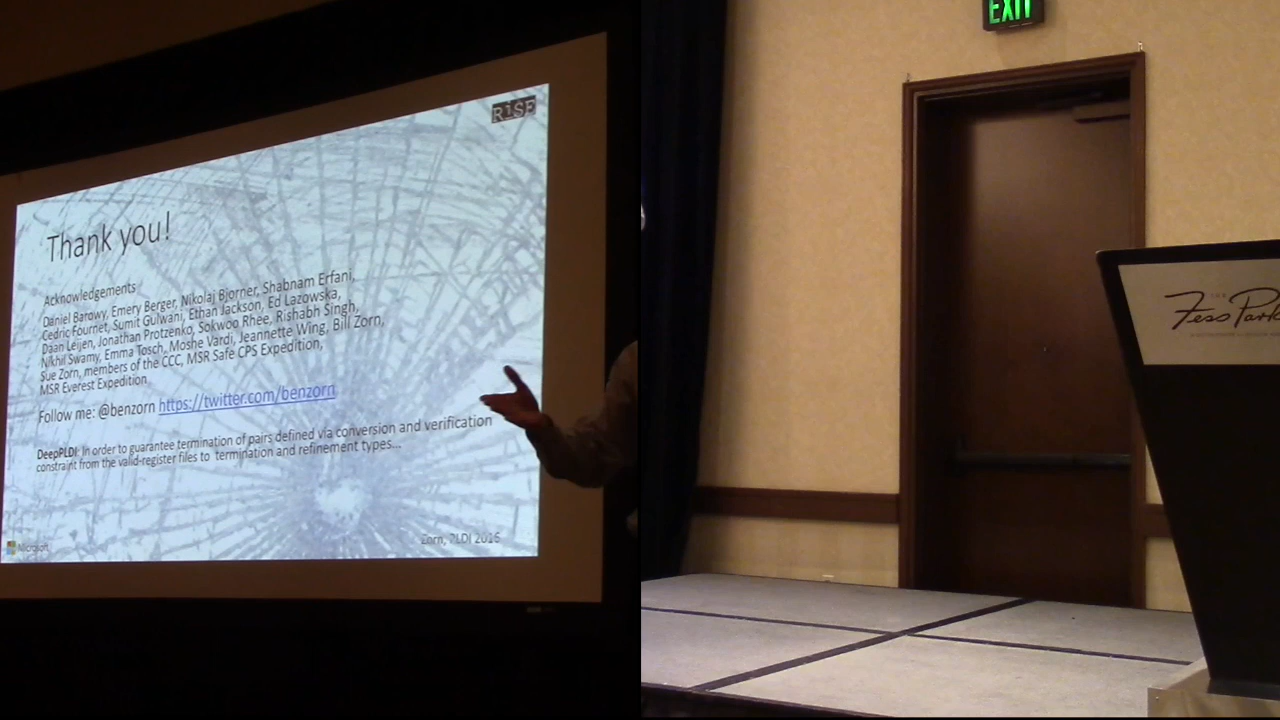 RiSE
Thank you!
Acknowledgements
Daniel Barowy, Emery Berger, Nikolaj Bjorner, Shabnam Erfani,
Cedric Fournet, Sumit Gulwani, Ethan Jackson, Ed Lazowska,
Daan Leijen, Jonathan Protzenko, Sokwoo Rhee, Rishabh Singh,
Nikhil Swamy, Emma Tosch, Moshe Vardi, Jeannette Wing, Bill Zorn,
Sue Zorn, members of the CCC, MSR Safe CPS Expedition,
MSR Everest Expedition
Follow me: @benzorn https://twitter.com/benzorn
DeepPLDI: In order to guarantee termination of pairs defined via conversion and verification
constraint from the valid-register files to termination and refinement types...
Microsoft
Zorn, PLDI 2016
EXIT
THE
Fess Park